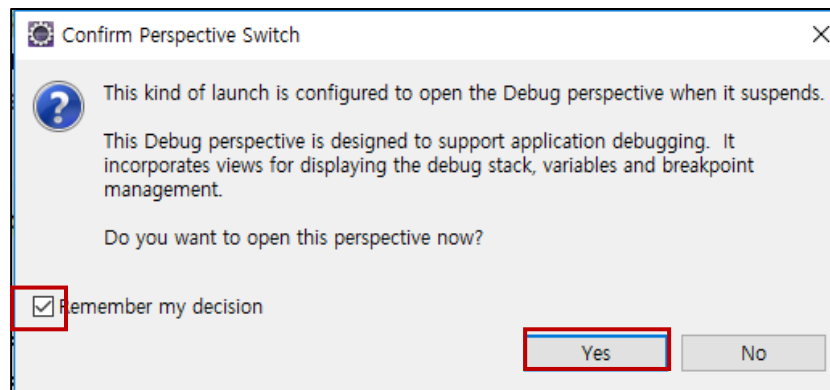 Confirm Perspective Switch
This kind of launch is configured to open the Debug perspective when it suspends.
This Debug perspective is designed to support application debugging. It
incorporates views for displaying the debug stack, variables and breakpoint
management.
Do you want to open this perspective now?
Remember my decision
Yes
No